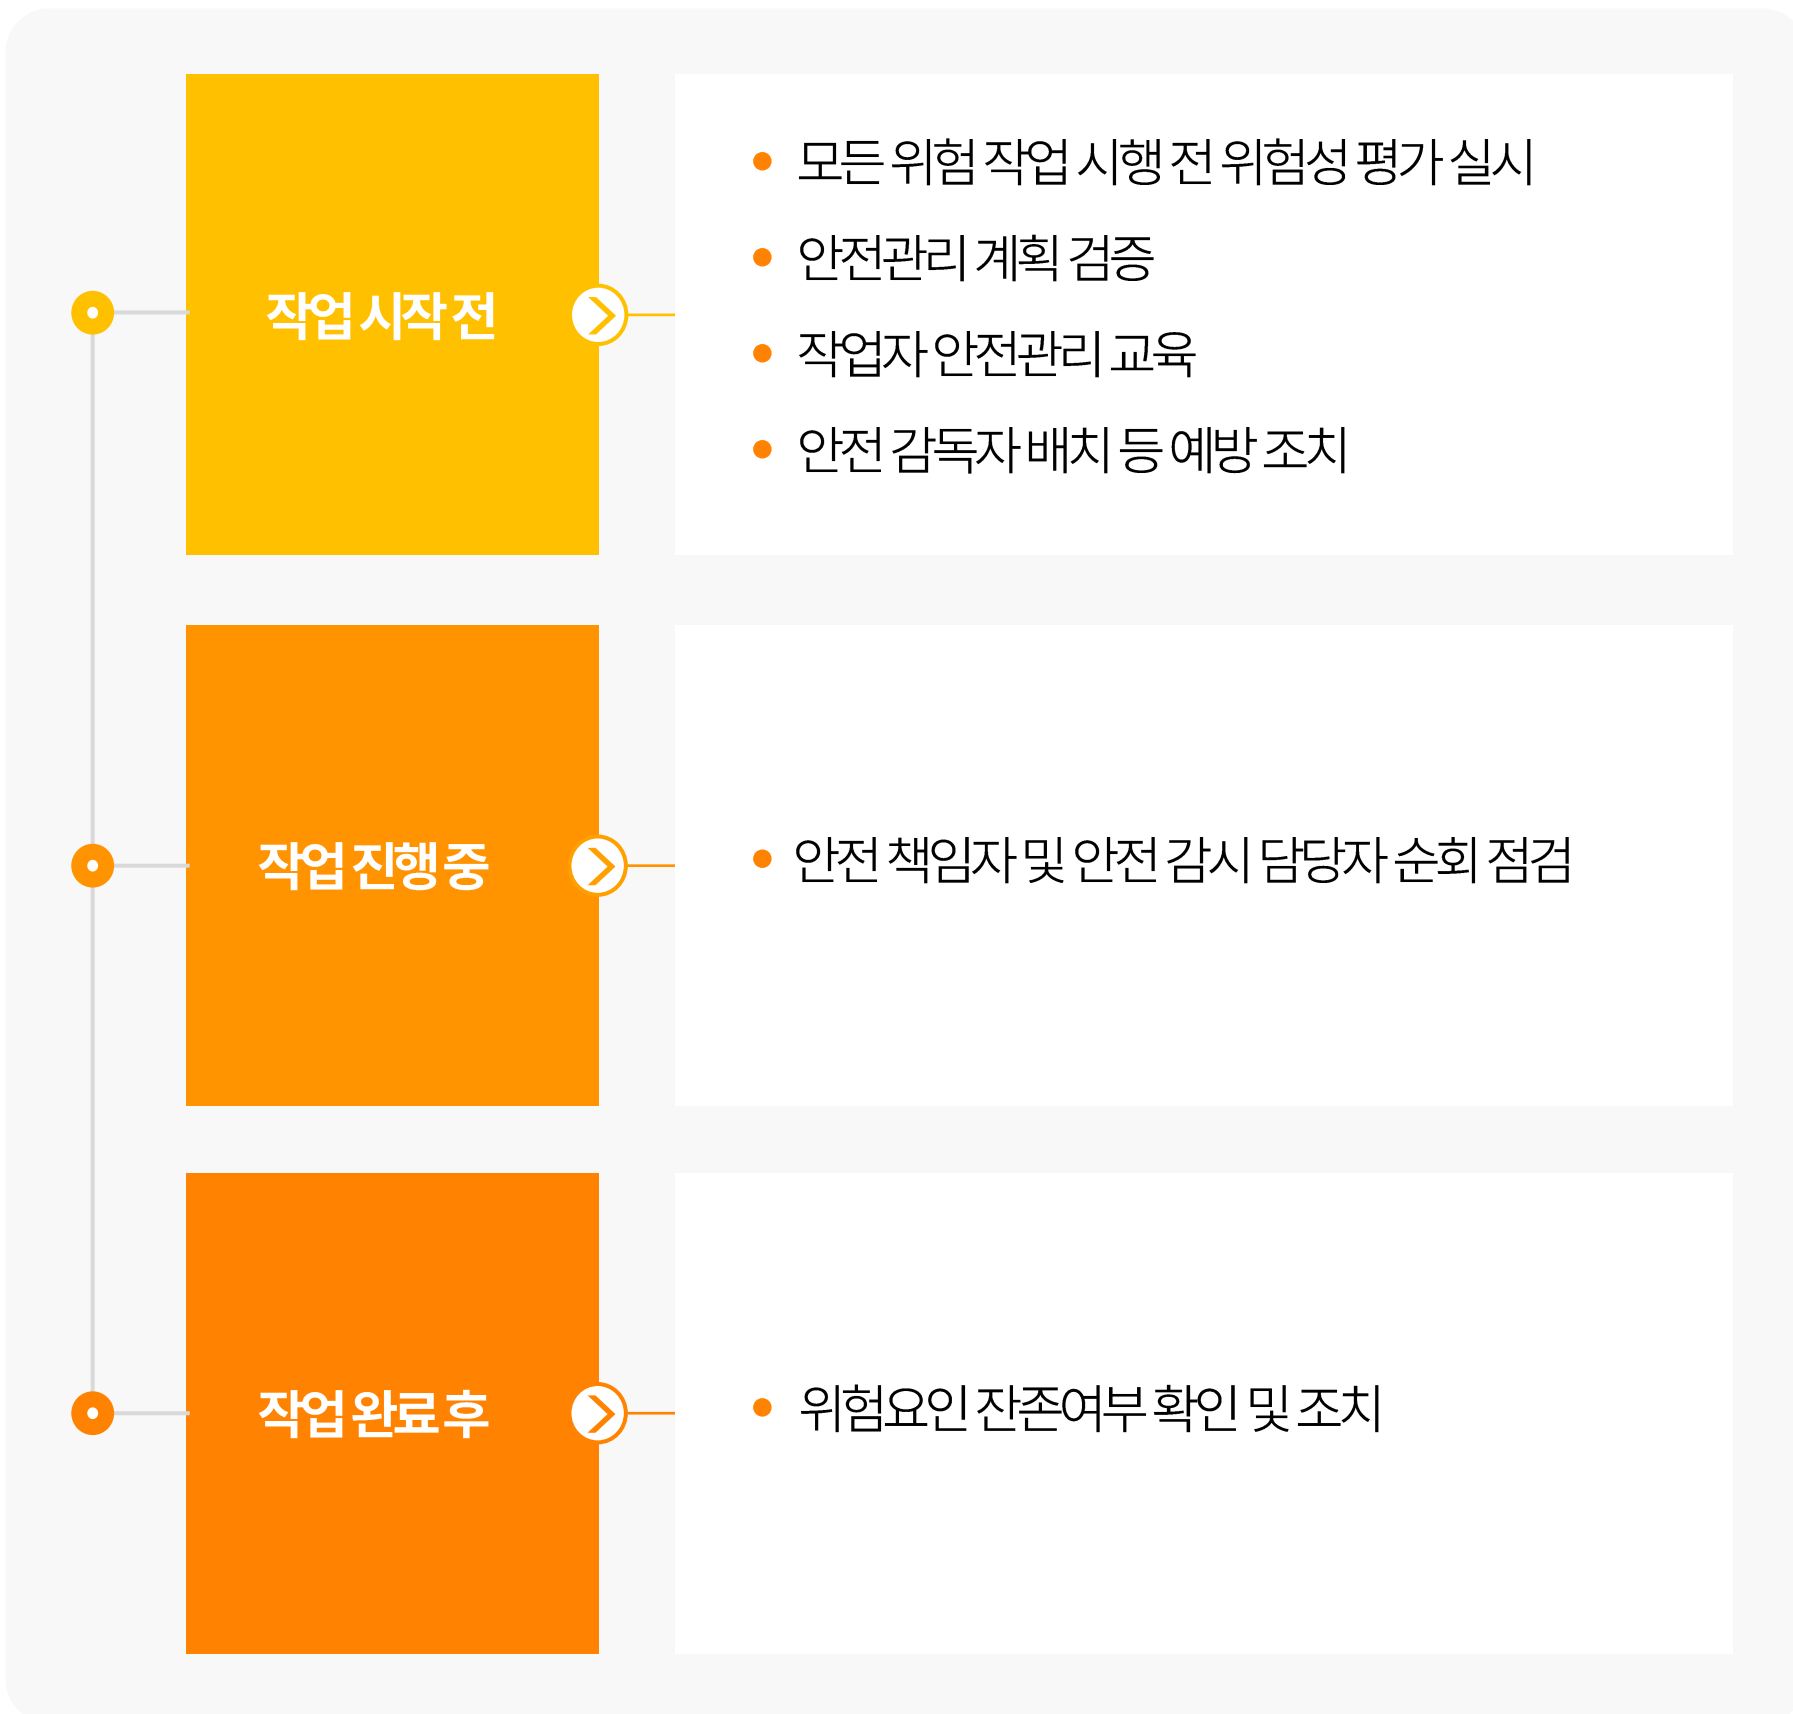 작업 시작 전
모든 위험 작업 시행 전 위험성 평가 실시
안전관리 계획 검증
작업자 안전관리 교육
안전 감독자 배치 등 예방 조치
작업 진행 중
안전 책임자 및 안전 감시 담당자 순회 점검
작업 완료 후
위험요인 잔존여부 확인 및 조치